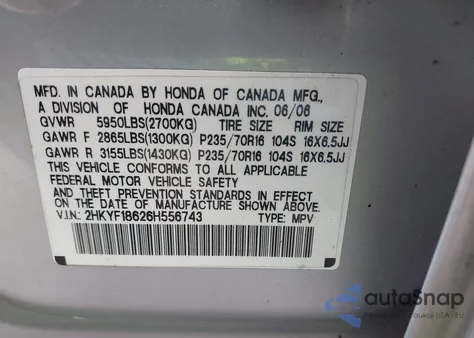 MFD. IN CANADA BY HONDA OF CANADA MFG.,
A DIVISION OF HONDA CANADA INC. 06/06
GVWR 5950LBS(2700KG) TIRE SIZE RIM SIZE
GAWR F 2865LBS(1300KG) P235/70R16 104S 16X6.5JJ
GAWR R 3155LBS(1430KG) P235/70R16 104S 16X6.5JJ
THIS VEHICLE CONFORMS TO ALL APPLICABLE
FEDERAL MOTOR VEHICLE SAFETY AND
THEFT PREVENTION STANDARDS IN EFFECT ON
THE DATE OF MANUFACTURE SHOWN ABOVE.
V.I.N.: 2HKYF18626H556743 TYPE: MPV
autoSnap
aukcji USA i EU